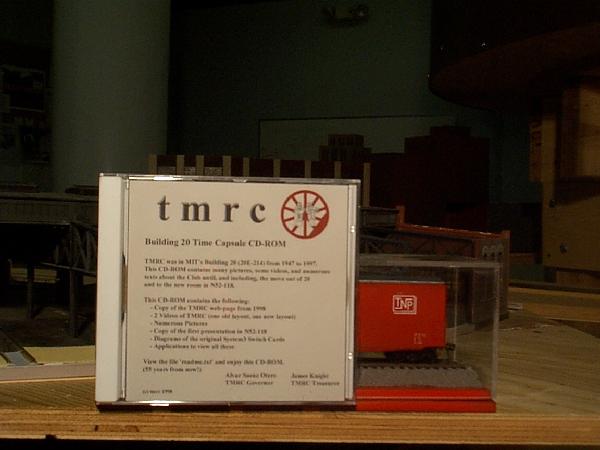 tmrc
Building 20 Time Capsule CD-ROM
TMRC was in MIT's Building 20 (20E-214) from 1947 to 1997.
This CD-ROM contains many pictures, some videos, and numerous
texts about the Club until, and including, the move out of 20
and to the new room in N52-118.
This CD-ROM contains the following:
- Copy of the TMRC web-page from 1998
- 2 Videos of TMRC (one old layout, one new layout)
- Numerous Pictures
- Copy of the first presentation in N52-118
- Diagrams of the original System3 Switch Cards
- Applications to view all these
View the file 'readme.txt' and enjoy this CD-ROM.
(55 years from now?)
Alvar Saenz Otero James Knight
TMRC Governor TMRC Treasurer
1998
TNP